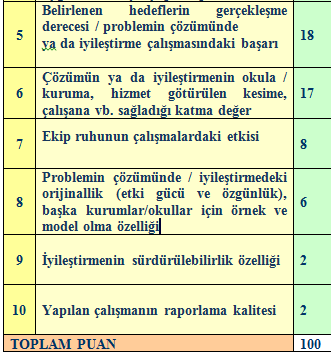 5 Belirlenen hedeflerin gerçekleşme
derecesi / problemin çözümünde
ya da iyileştirme çalışmasındaki başarı 18
6 Çözümün ya da iyileştirmenin okula /
kuruma, hizmet götürülen kesime,
çalışana vb. sağladığı katma değer 17
7 Ekip ruhunun çalışmalardaki etkisi 8
8 Problemin çözümünde / iyileştirmedeki
orijinallik (etki gücü ve özgünlük),
başka kurumlar/okullar için örnek ve
model olma özelliği 6
9 İyileştirmenin sürdürülebilirlik özelliği 2
10 Yapılan çalışmanın raporlama kalitesi 2
TOPLAM PUAN 100